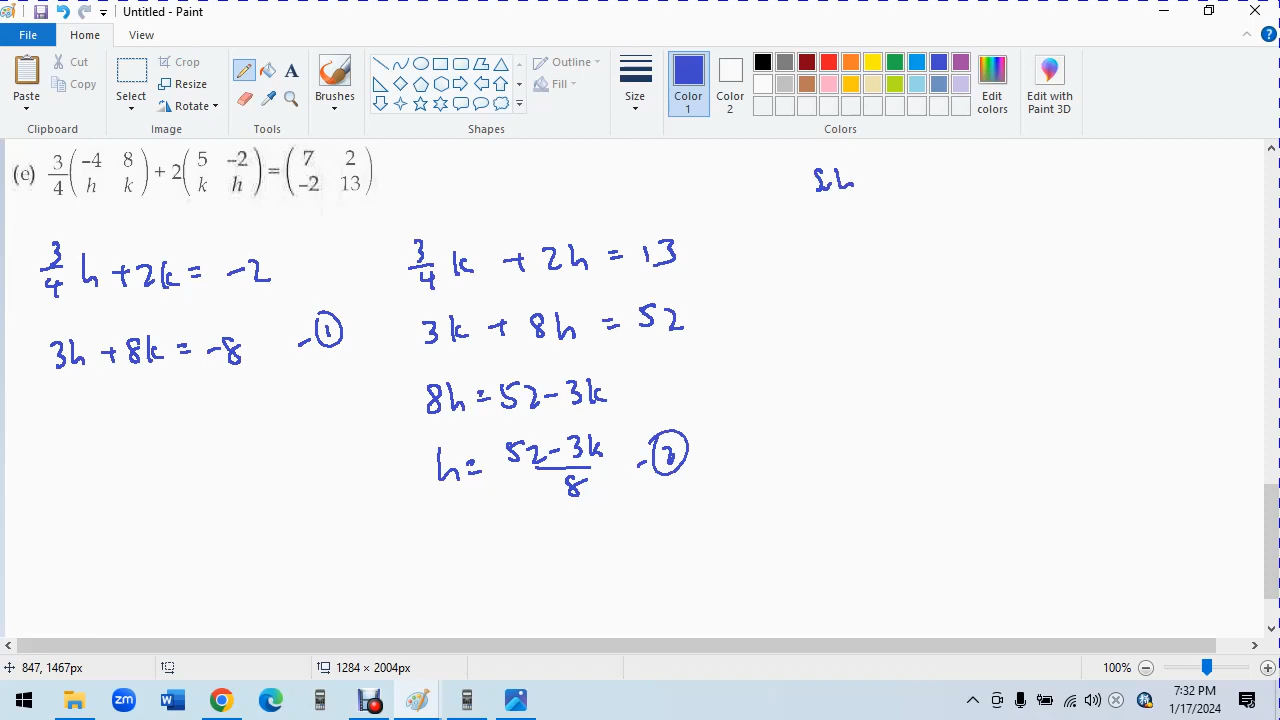 Untitled - Paint
File Home View
Paste Cut Copy Clipboard
Select Crop Resize Rotate Image
Tools
Brushes
Shapes Outline Fill
Size
Color 1 Color 2 Colors
Edit colors
Edit with Paint 3D
(e) 3/4 (-4 8 h k) + 2(5 -2 k h) = (7 2 -2 13)
3/4 h + 2k = -2
3h + 8k = -8 - ①
3/4 k + 2h = 13
3k + 8h = 52
8h = 52 - 3k
h = 52 - 3k / 8 - ②
847, 1467px 1284 × 2004px 100%
zm
7:32 PM
1/17/2024